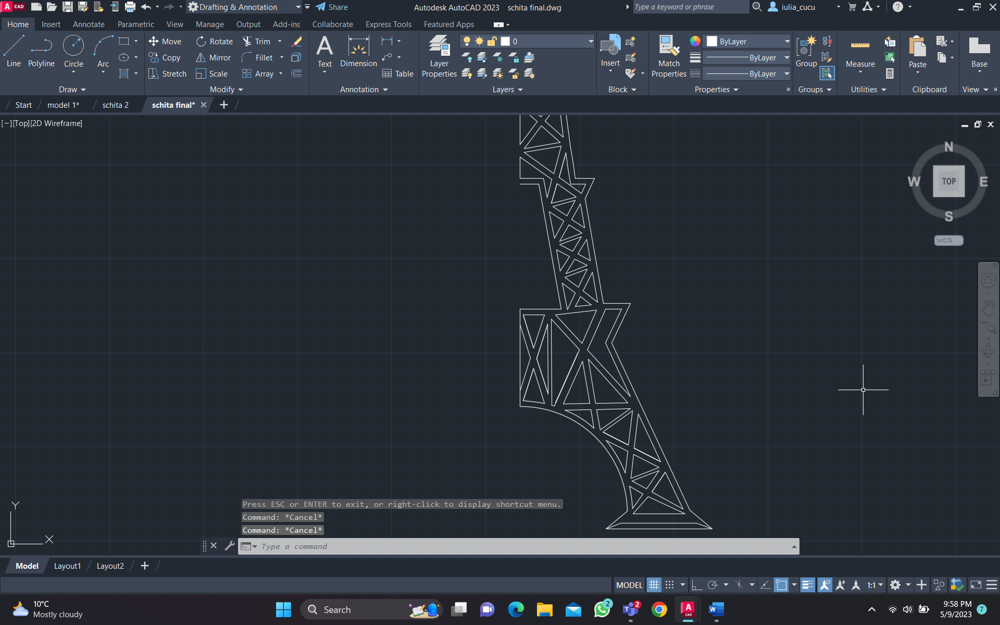 A CAD Drafting & Annotation Share Autodesk AutoCAD 2023 schita final.dwg Type a keyword or phrase iulia_cucu ?
Home Insert Annotate Parametric View Manage Output Add-ins Collaborate Express Tools Featured Apps
Line Polyline Circle Arc
Move Rotate Trim
Copy Mirror Fillet
Stretch Scale Array
A Text Dimension Table
Layer Properties
0
Insert
Match Properties
ByLayer
ByLayer
ByLayer
Group Measure Paste Base
Draw Modify Annotation Layers Block Properties Groups Utilities Clipboard View
Start model 1* schita 2 schita final* +
[−][Top][2D Wireframe]
N
W TOP E
S
WCS
Press ESC or ENTER to exit, or right-click to display shortcut menu.
Command: *Cancel*
Command: *Cancel*
Y
X
Type a command
Model Layout1 Layout2 +
MODEL 1:1
10°C
Mostly cloudy
Search
2
2
A CAD
W
9:58 PM
5/9/2023
7